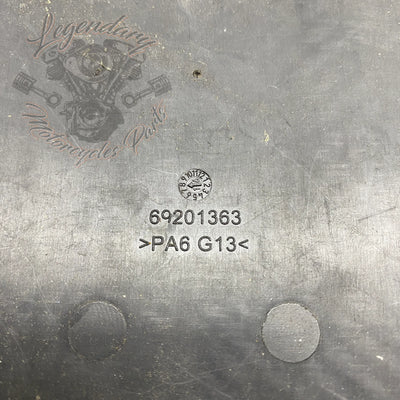 Legendary
Motorcycles Parts
69201363
>PA6 G13<